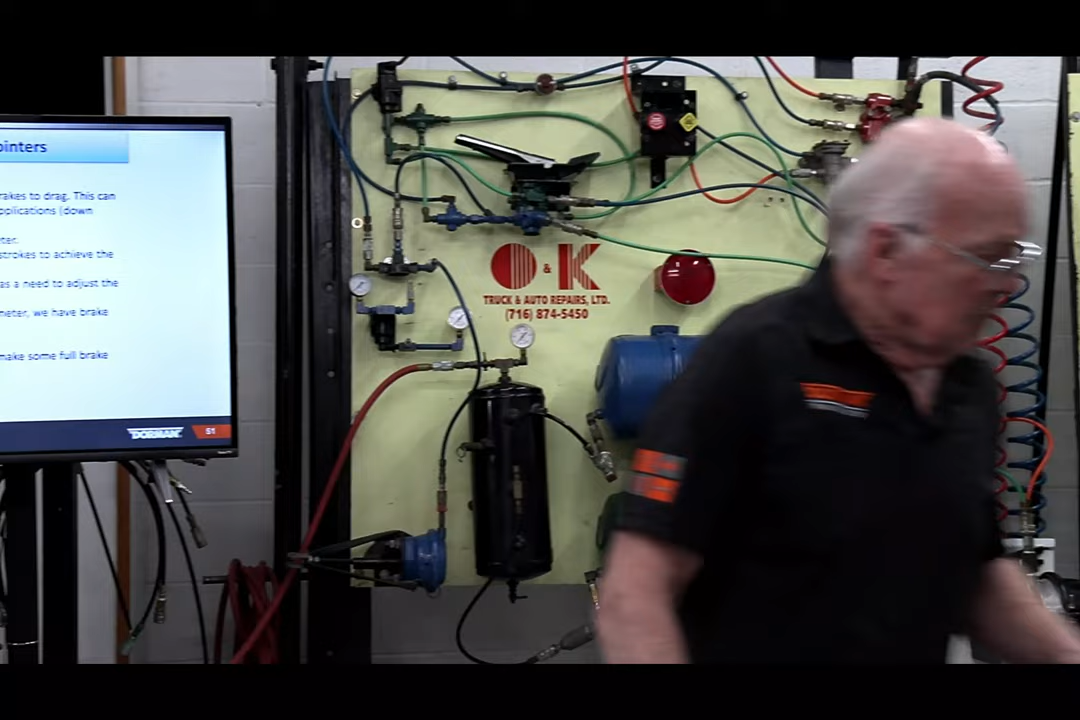 ointers
rakes to drag. This can
pplications (down
ter.
strokes to achieve the
as a need to adjust the
meter, we have brake
make some full brake
DORMAN
51
O & K
TRUCK & AUTO REPAIRS, LTD.
(716) 874-5450